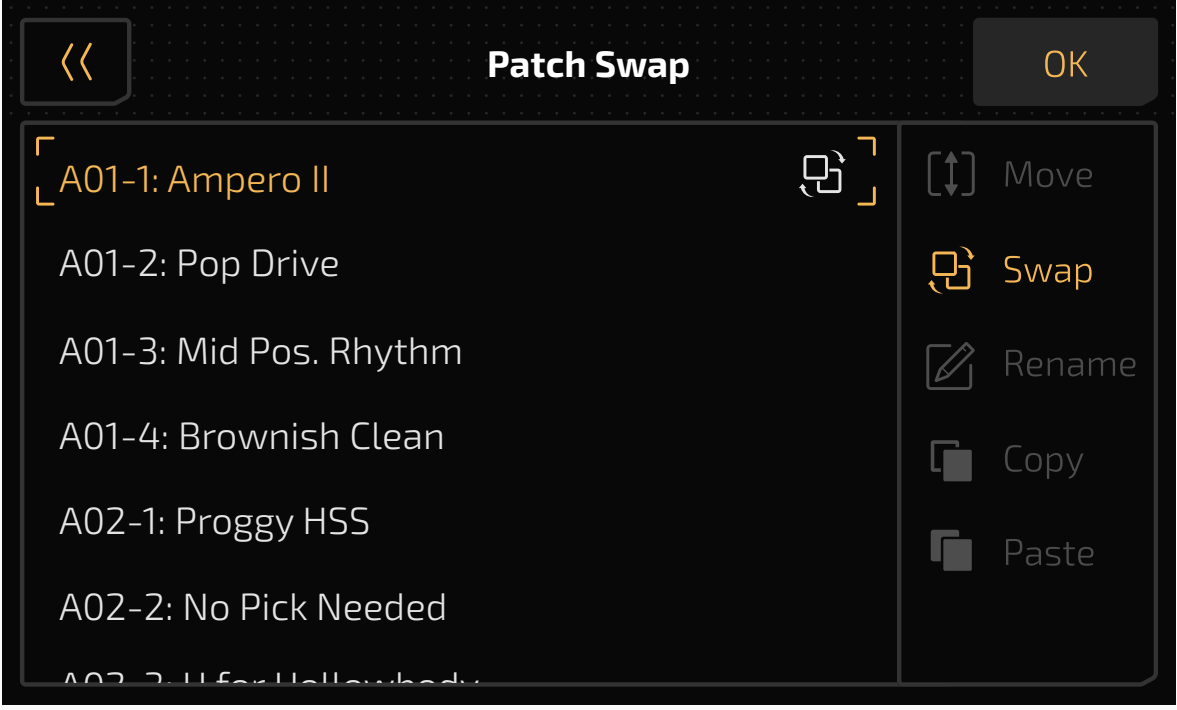 Patch Swap
OK
A01-1: Ampero II
A01-2: Pop Drive
A01-3: Mid Pos. Rhythm
A01-4: Brownish Clean
A02-1: Proggy HSS
A02-2: No Pick Needed
Move
Swap
Rename
Copy
Paste